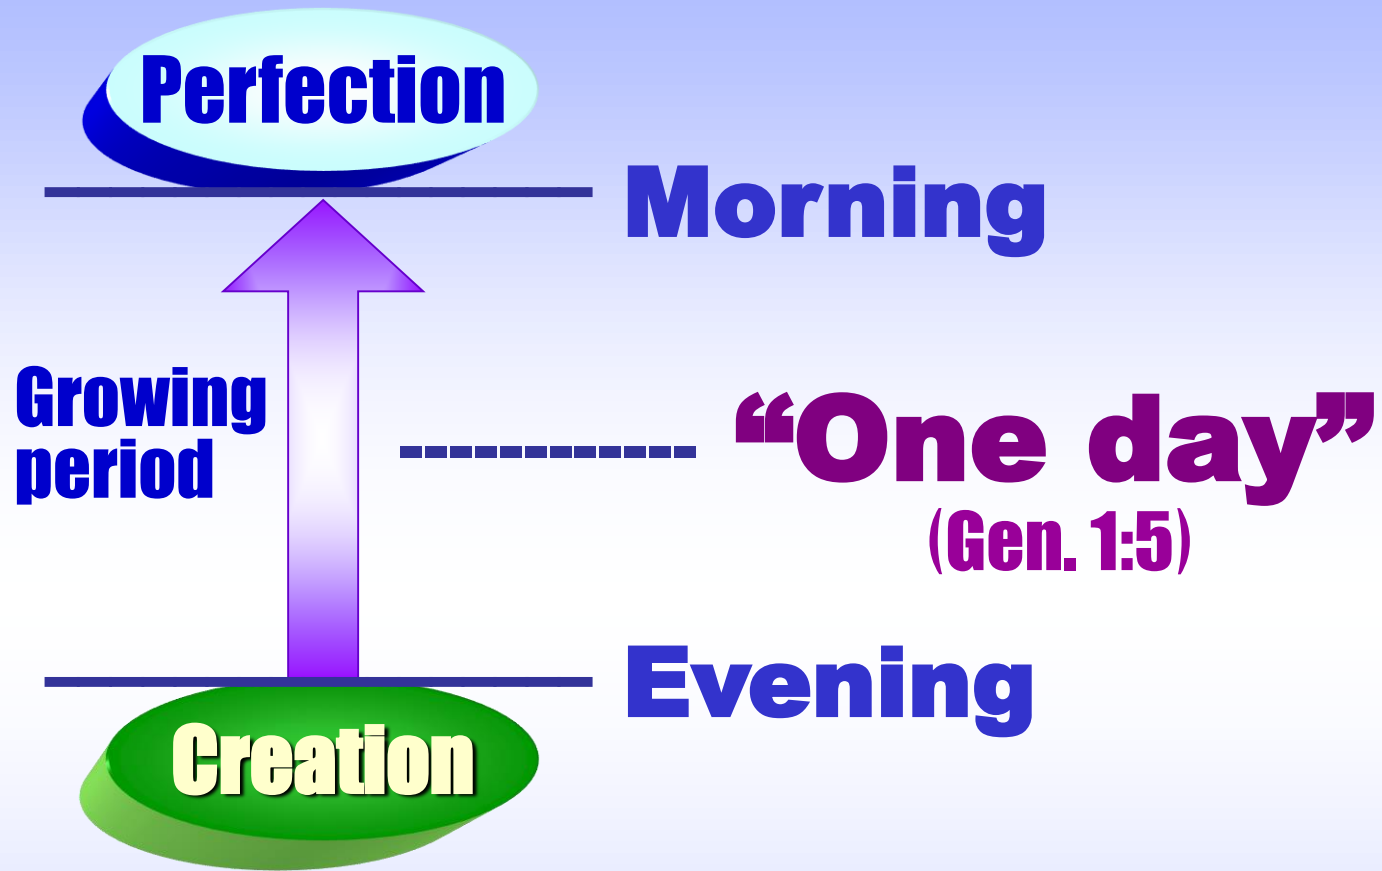 Perfection
Morning
Growing
period
“One day”
(Gen. 1:5)
Evening
Creation